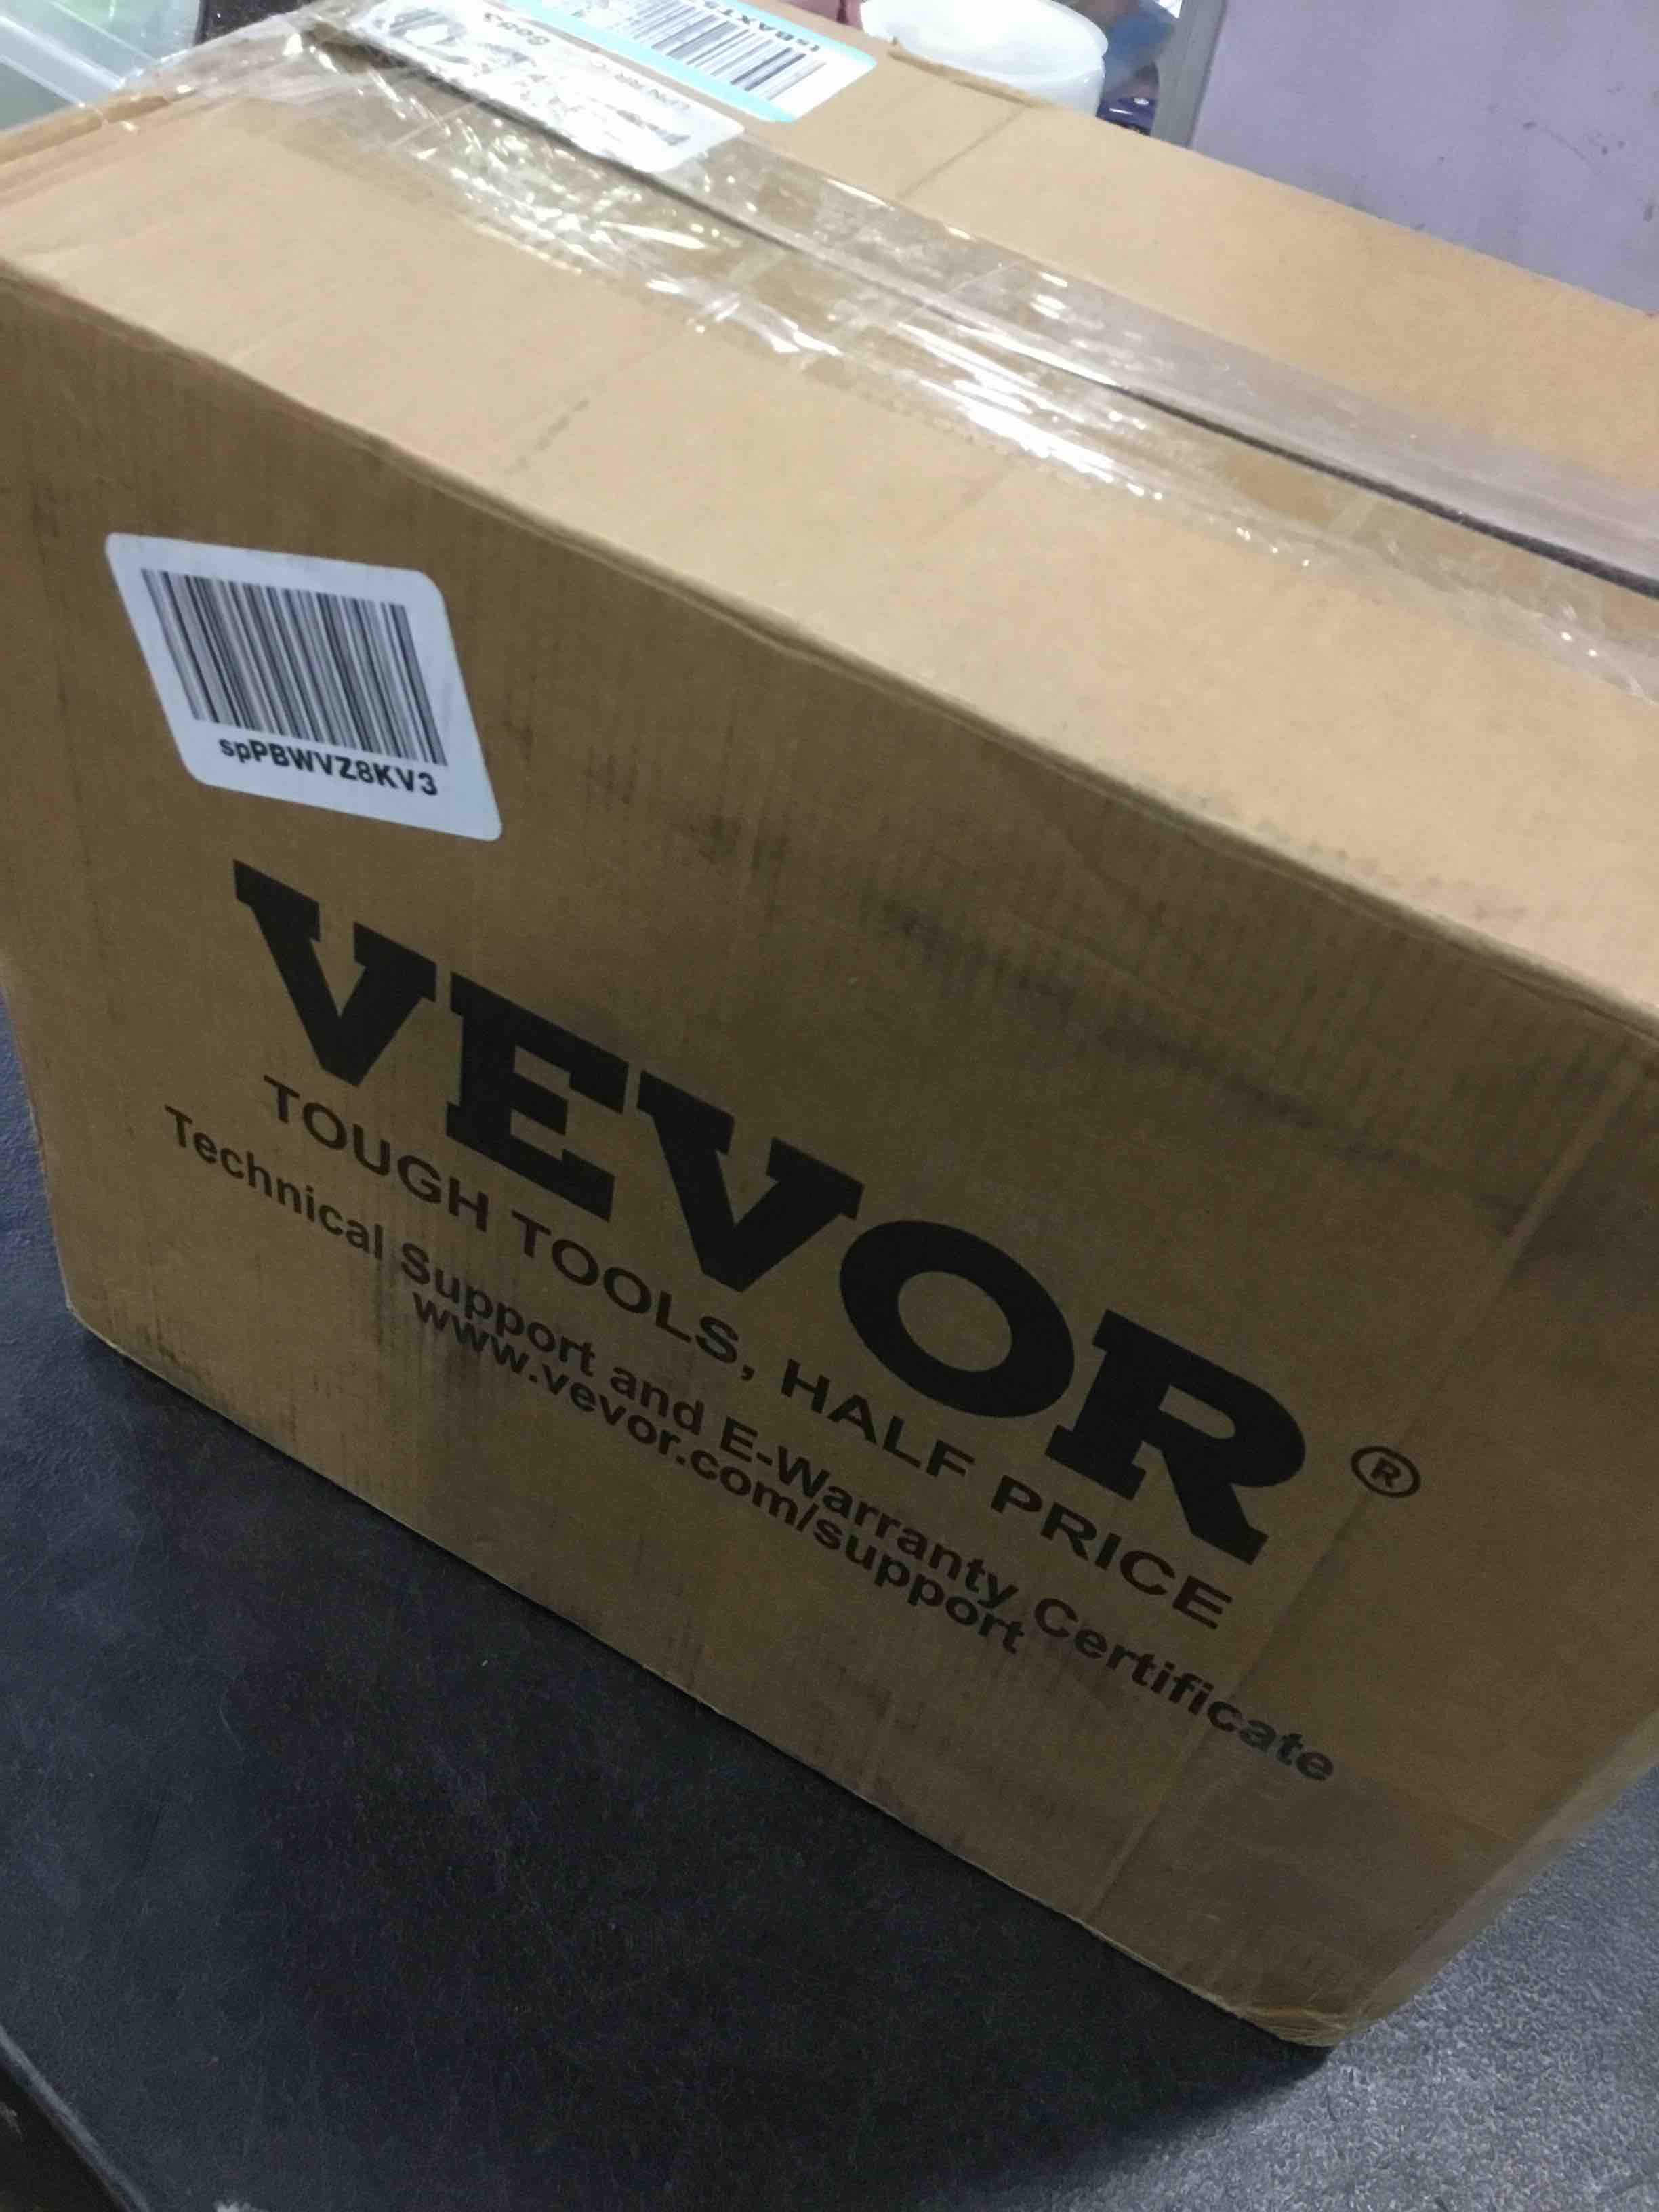 spPBWVZ8KV3
VEVOR®
TOUGH TOOLS, HALF PRICE
Technical Support and E-Warranty Certificate
www.vevor.com/support